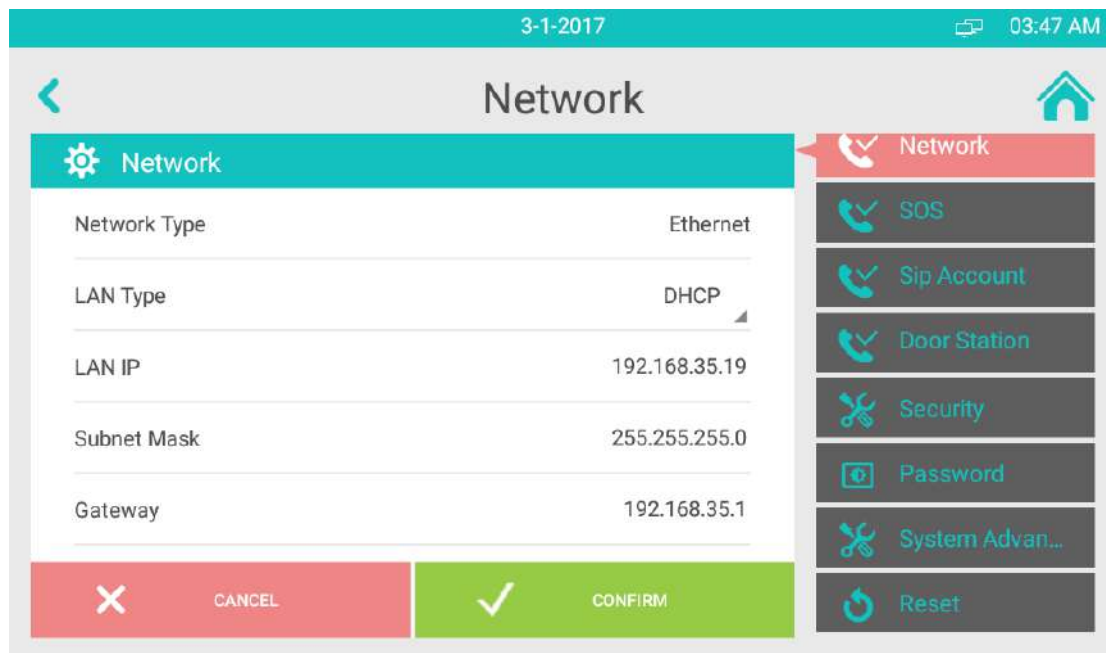 3-1-2017 03:47 AM
Network
Network
Network Type Ethernet
LAN Type DHCP
LAN IP 192.168.35.19
Subnet Mask 255.255.255.0
Gateway 192.168.35.1
CANCEL CONFIRM
Network
SOS
Sip Account
Door Station
Security
Password
System Advan...
Reset